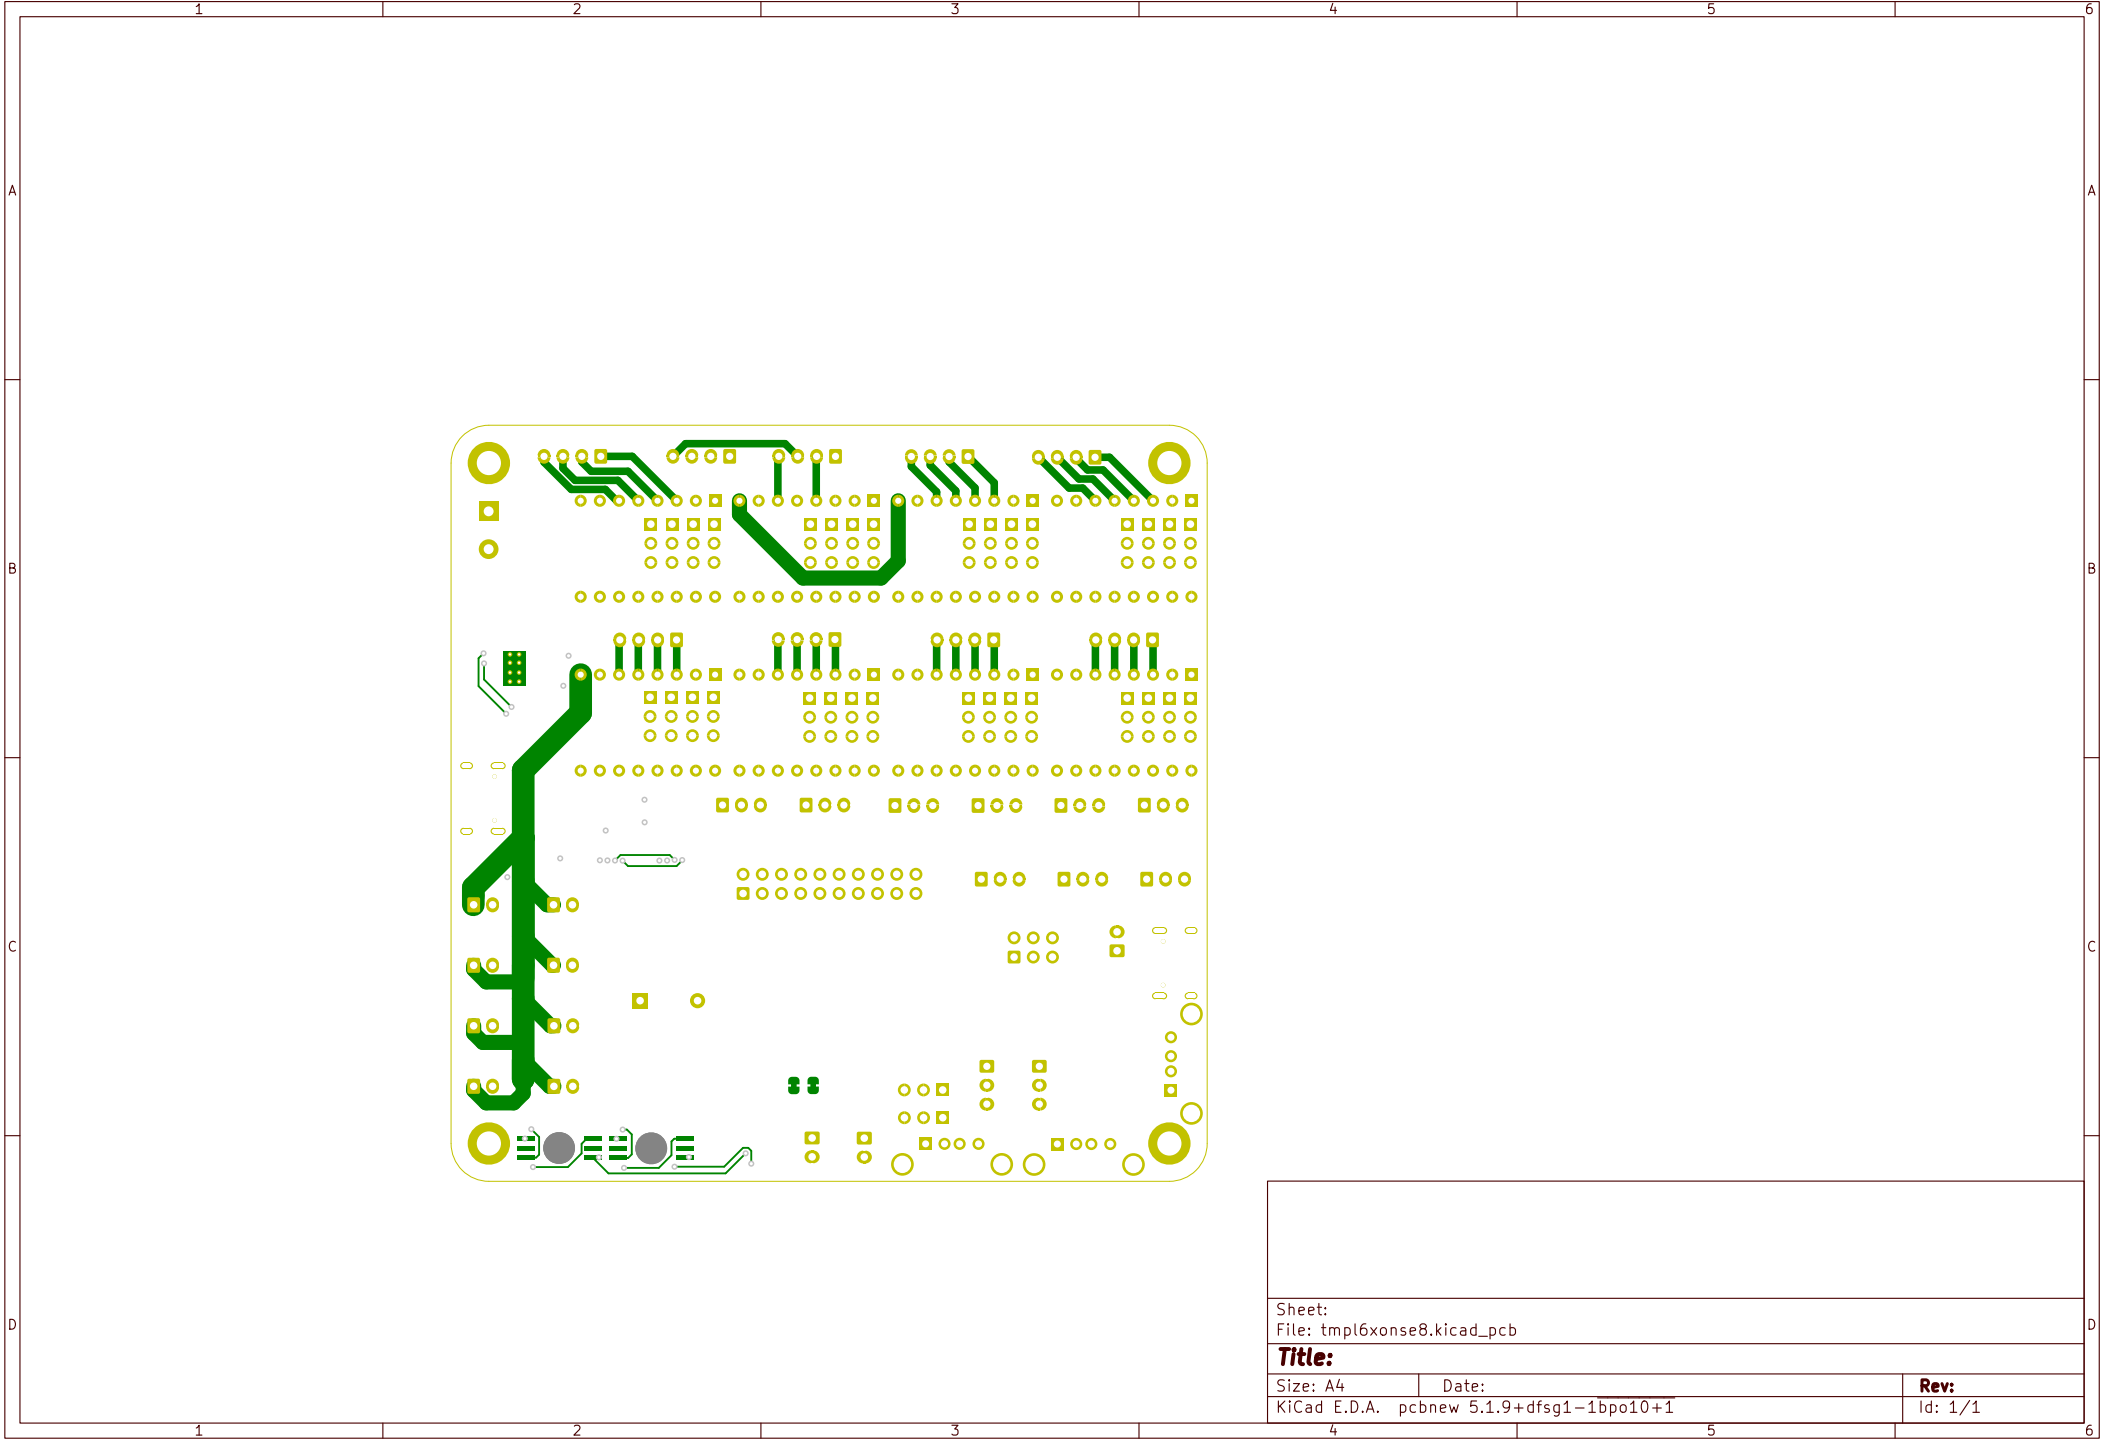 1 2 3 4 5 6
A A
B B
C C
D D
Sheet:
File: tmpl6xonse8.kicad_pcb
Title:
Size: A4 Date: Rev:
KiCad E.D.A. pcbnew 5.1.9+dfsg1-1bpo10+1 Id: 1/1
1 2 3 4 5 6